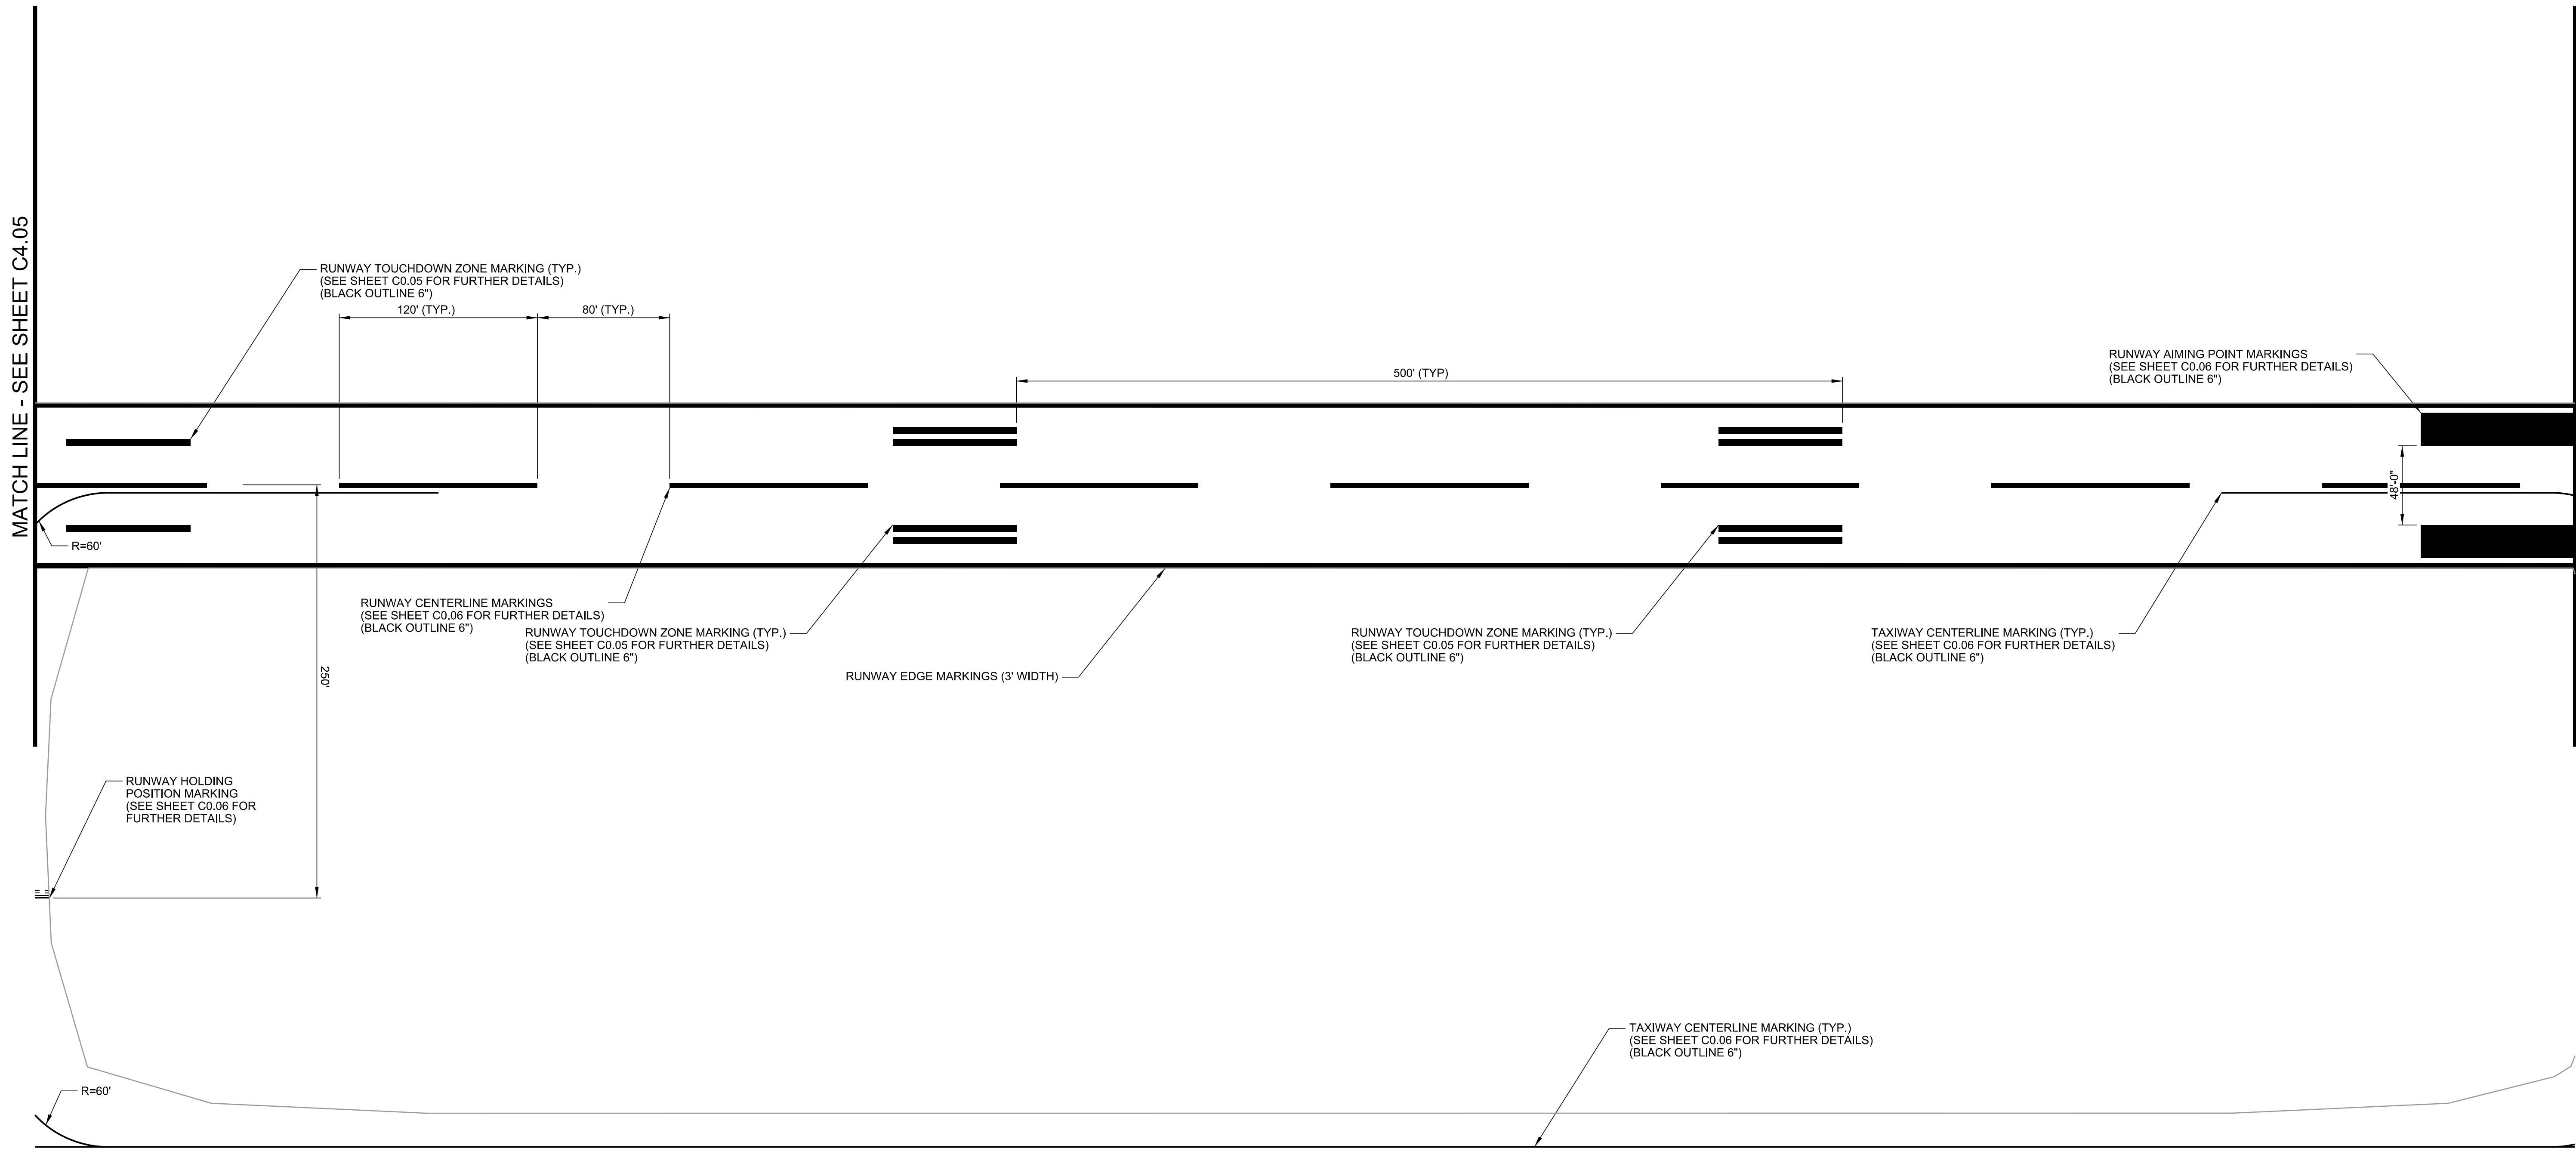 MATCH LINE - SEE SHEET C4.05
RUNWAY TOUCHDOWN ZONE MARKING (TYP.)
(SEE SHEET C0.05 FOR FURTHER DETAILS)
(BLACK OUTLINE 6")
120' (TYP.)
80' (TYP.)
500' (TYP)
RUNWAY AIMING POINT MARKINGS
(SEE SHEET C0.06 FOR FURTHER DETAILS)
(BLACK OUTLINE 6")
48'-0"
R=60'
RUNWAY CENTERLINE MARKINGS
(SEE SHEET C0.06 FOR FURTHER DETAILS)
(BLACK OUTLINE 6")
RUNWAY TOUCHDOWN ZONE MARKING (TYP.)
(SEE SHEET C0.05 FOR FURTHER DETAILS)
(BLACK OUTLINE 6")
RUNWAY EDGE MARKINGS (3' WIDTH)
RUNWAY TOUCHDOWN ZONE MARKING (TYP.)
(SEE SHEET C0.05 FOR FURTHER DETAILS)
(BLACK OUTLINE 6")
TAXIWAY CENTERLINE MARKING (TYP.)
(SEE SHEET C0.06 FOR FURTHER DETAILS)
(BLACK OUTLINE 6")
250'
RUNWAY HOLDING
POSITION MARKING
(SEE SHEET C0.06 FOR
FURTHER DETAILS)
TAXIWAY CENTERLINE MARKING (TYP.)
(SEE SHEET C0.06 FOR FURTHER DETAILS)
(BLACK OUTLINE 6")
R=60'